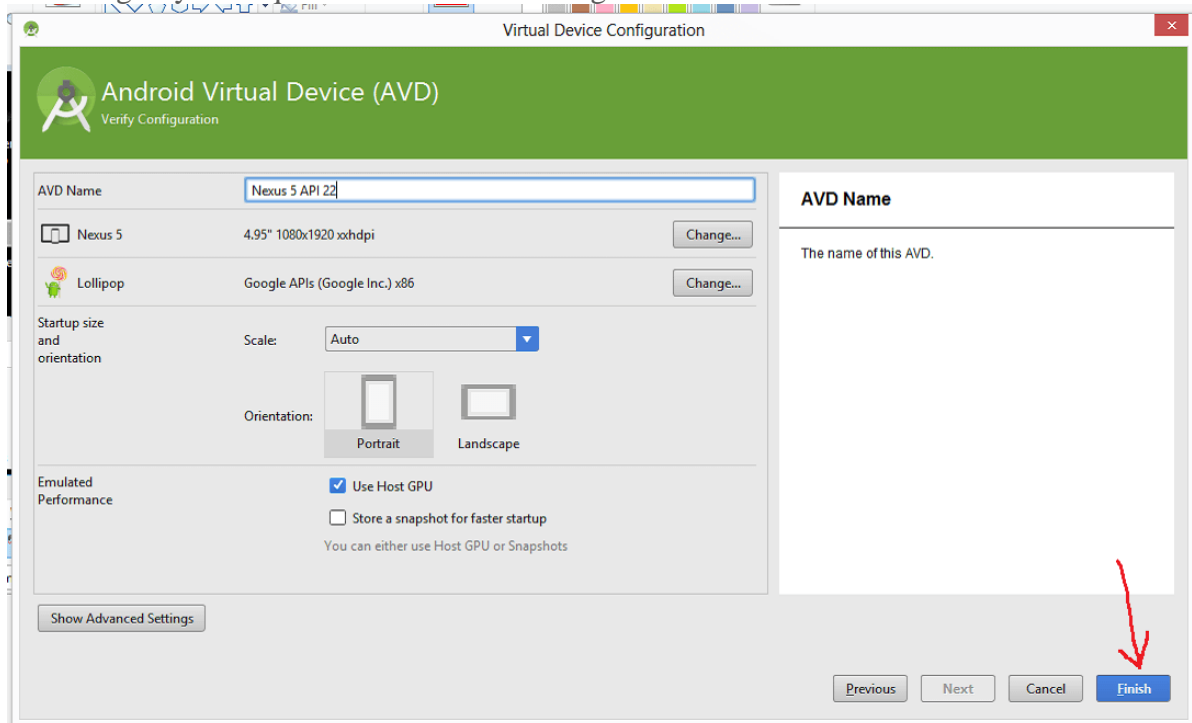 Virtual Device Configuration
Android Virtual Device (AVD)
Verify Configuration
AVD Name
Nexus 5 API 22
Nexus 5
4.95" 1080x1920 xxhdpi
Change...
Lollipop
Google APIs (Google Inc.) x86
Change...
Startup size
and
orientation
Scale:
Auto
Orientation:
Portrait
Landscape
Emulated
Performance
Use Host GPU
Store a snapshot for faster startup
You can either use Host GPU or Snapshots
AVD Name
The name of this AVD.
Show Advanced Settings
Previous
Next
Cancel
Finish